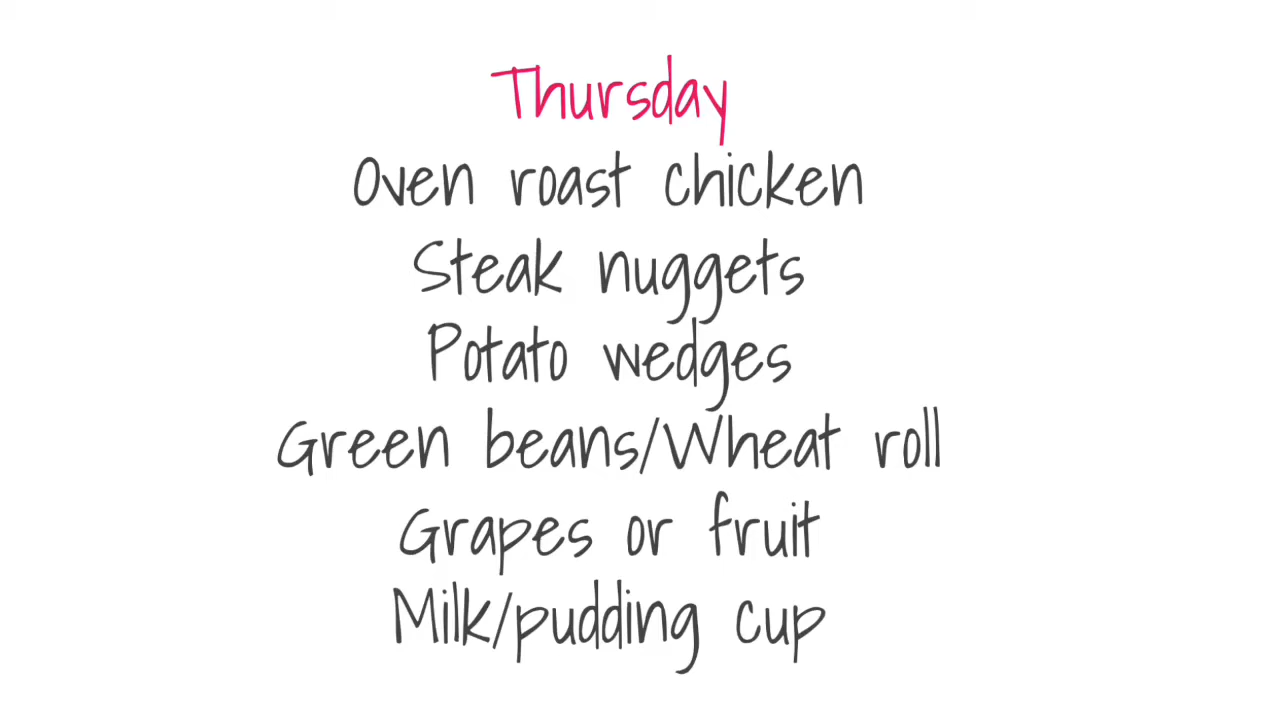 Thursday
Oven roast chicken
Steak nuggets
Potato wedges
Green beans/Wheat roll
Grapes or fruit
Milk/pudding cup